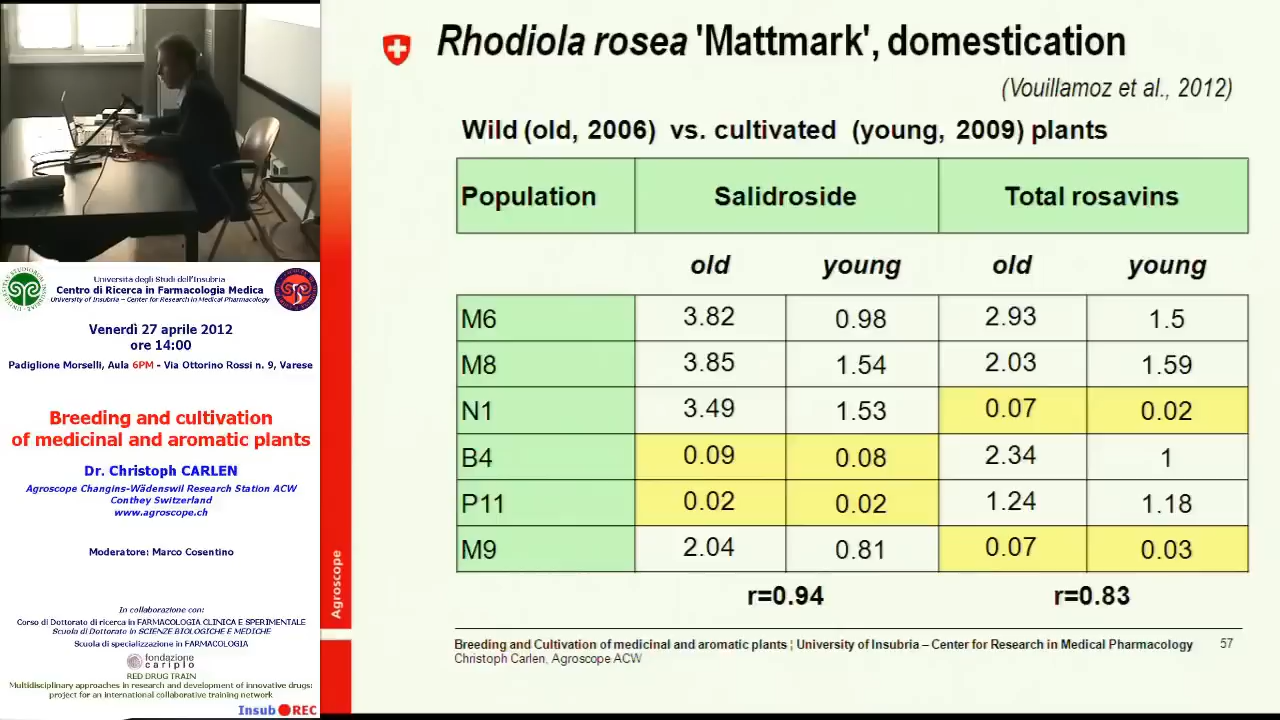 Università degli Studi dell'Insubria
Centro di Ricerca in Farmacologia Medica
University of Insubria – Center for Research in Medical Pharmacology
Venerdì 27 aprile 2012
ore 14:00
Padiglione Morselli, Aula 6PM - Via Ottorino Rossi n. 9, Varese
Breeding and cultivation
of medicinal and aromatic plants
Dr. Christoph CARLEN
Agroscope Changins-Wädenswil Research Station ACW
Conthey Switzerland
www.agroscope.ch
Moderatore: Marco Cosentino
In collaborazione con:
Corso di Dottorato di ricerca in FARMACOLOGIA CLINICA E SPERIMENTALE
Scuola di Dottorato in SCIENZE BIOLOGICHE E MEDICHE
Scuola di specializzazione in FARMACOLOGIA
fondazione
cariplo
RED DRUG TRAIN
Multidisciplinary approaches in research and development of innovative drugs:
project for an international collaborative training network
Insub REC
Agroscope
Rhodiola rosea 'Mattmark', domestication
(Vouillamoz et al., 2012)
Wild (old, 2006) vs. cultivated (young, 2009) plants
Population Salidroside Total rosavins
old young old young
M6 3.82 0.98 2.93 1.5
M8 3.85 1.54 2.03 1.59
N1 3.49 1.53 0.07 0.02
B4 0.09 0.08 2.34 1
P11 0.02 0.02 1.24 1.18
M9 2.04 0.81 0.07 0.03
r=0.94 r=0.83
Breeding and Cultivation of medicinal and aromatic plants ¦ University of Insubria – Center for Research in Medical Pharmacology 57
Christoph Carlen, Agroscope ACW